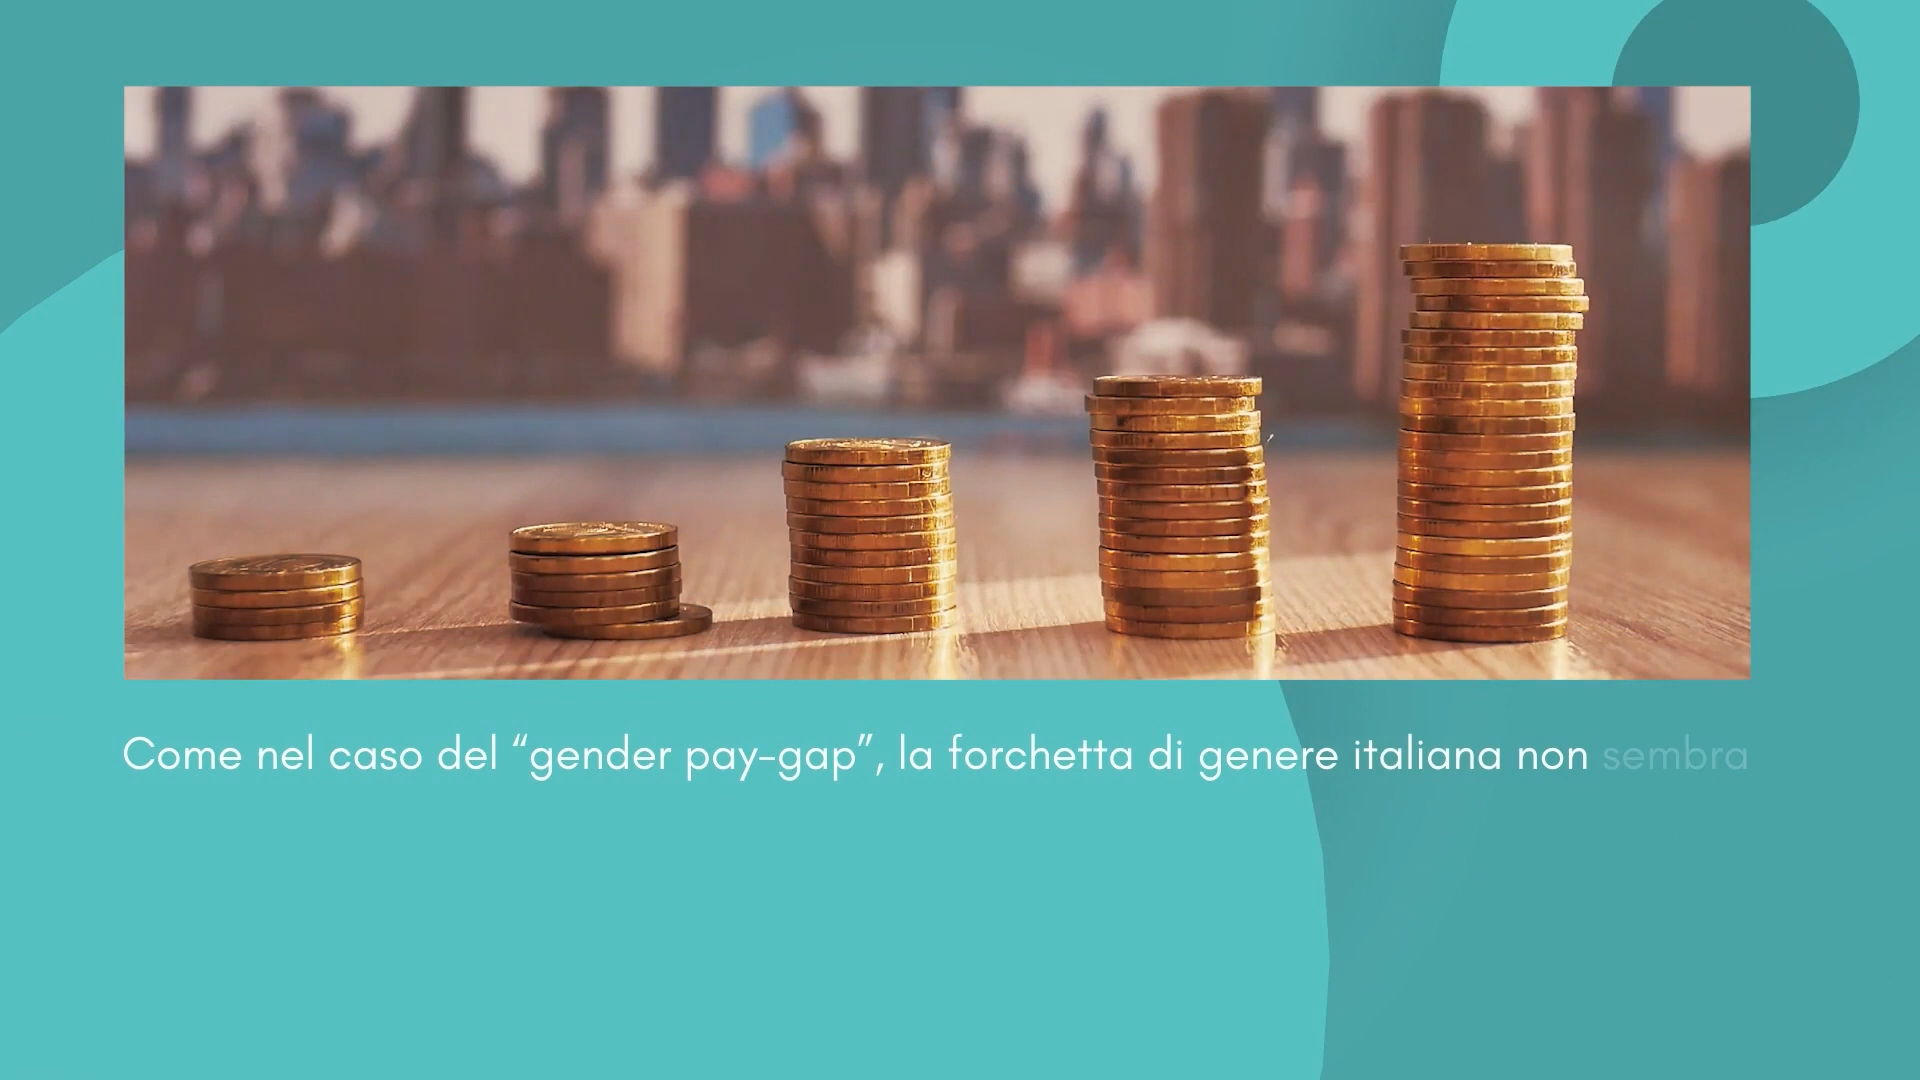 Come nel caso del “gender pay-gap”, la forchetta di genere italiana non sembra